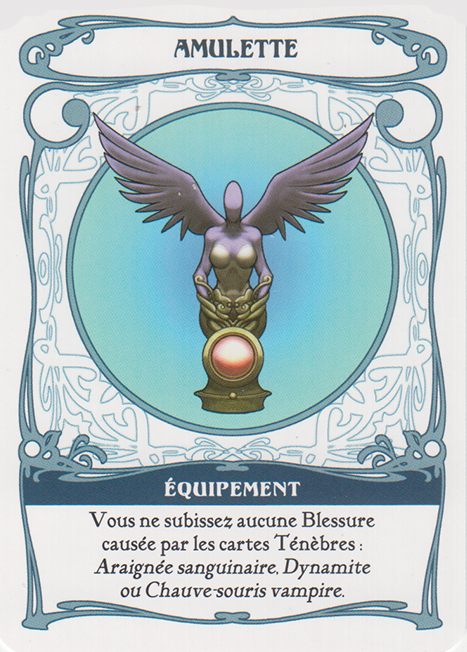 AMULETTE
ÉQUIPEMENT
Vous ne subissez aucune Blessure
causée par les cartes Ténèbres :
Araignée sanguinaire, Dynamite
ou Chauve-souris vampire.